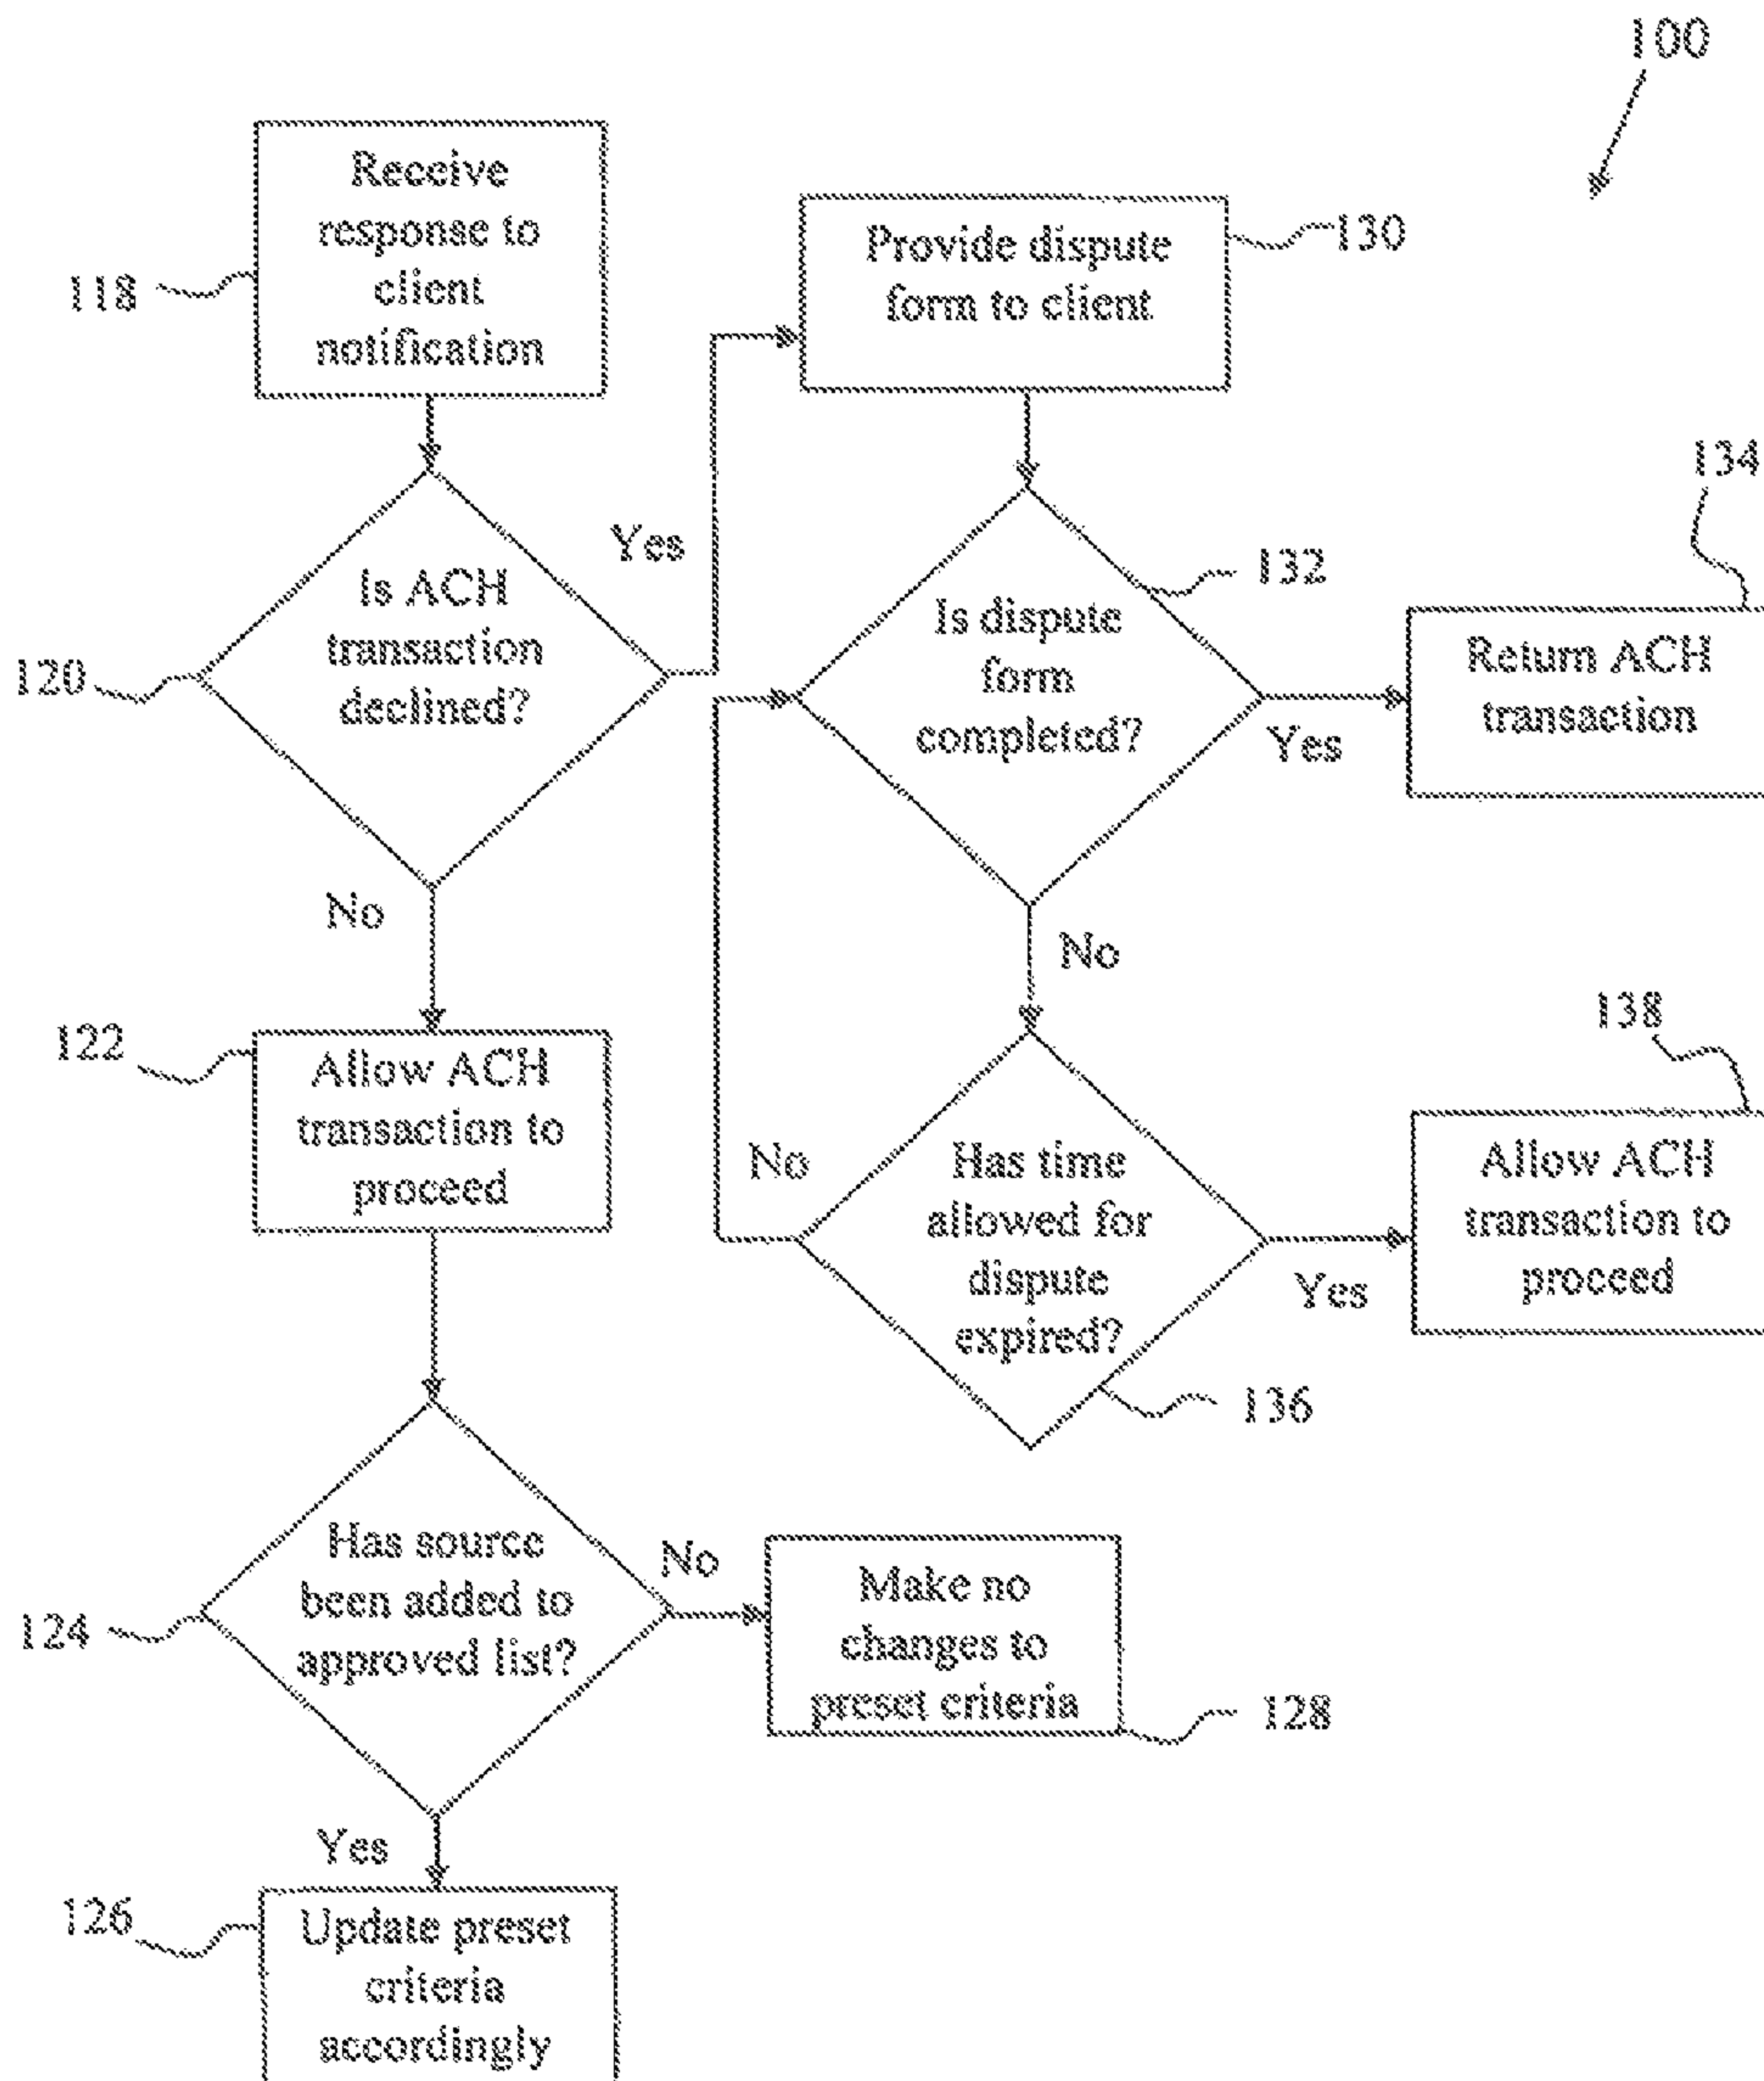 100
Receive
response to
client
notification
118
Provide dispute
form to client
130
Is ACH
transaction
declined?
120
Yes
No
Is dispute
form
completed?
132
Yes
No
Return ACH
transaction
134
Allow ACH
transaction to
proceed
122
Has time
allowed for
dispute
expired?
136
No
Yes
Allow ACH
transaction to
proceed
138
Has source
been added to
approved list?
124
No
Yes
Make no
changes to
preset criteria
128
Update preset
criteria
accordingly
126